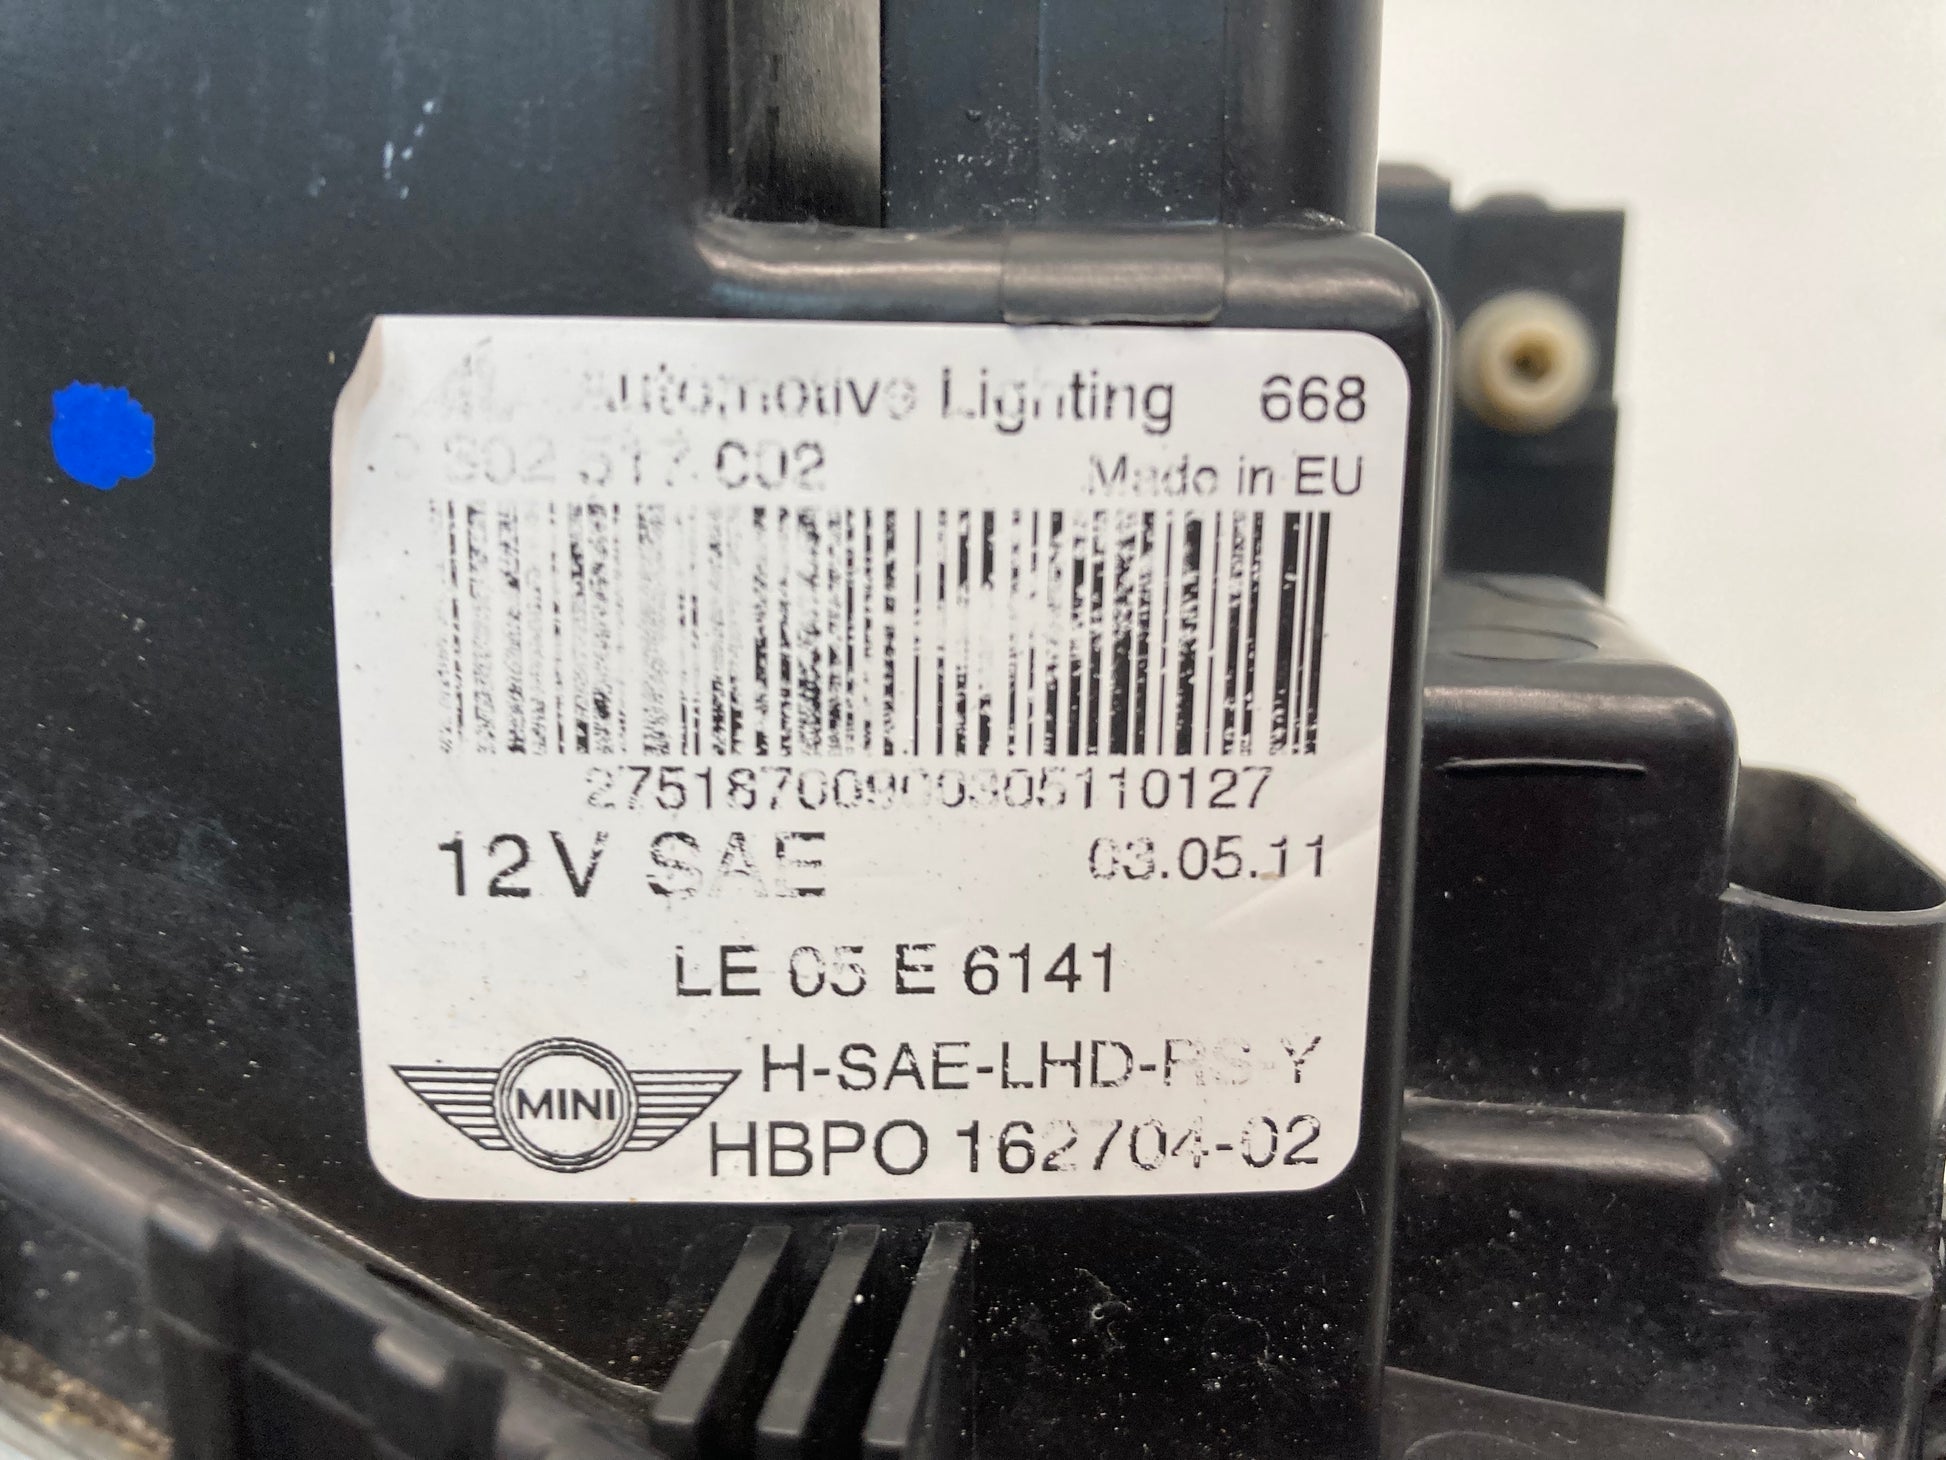 Automotive Lighting 668
302 517 002 Made in EU
27518700900305110127
12V SAE 03.05.11
LE 05 E 6141
MINI H-SAE-LHD-RS-Y
HBPO 162704-02